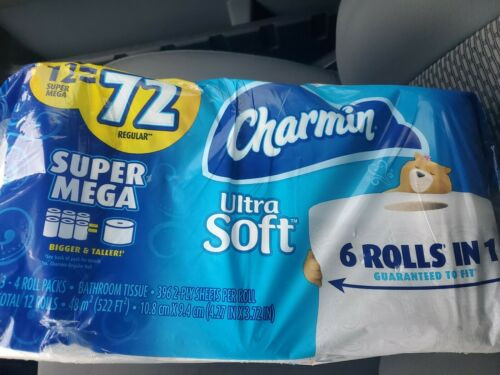 12=72
SUPER
MEGA
REGULAR**
Charmin
SUPER
MEGA
BIGGER & TALLER!*
Ultra
Soft™
6 ROLLS* IN 1
GUARANTEED TO FIT
3 - 4 ROLL PACKS • BATHROOM TISSUE • 396 2-PLY SHEETS PER ROLL
TOTAL 12 ROLLS • 48 m² (522 FT²) • 10.8 cm X 9.4 cm (4.27 IN X 3.72 IN)